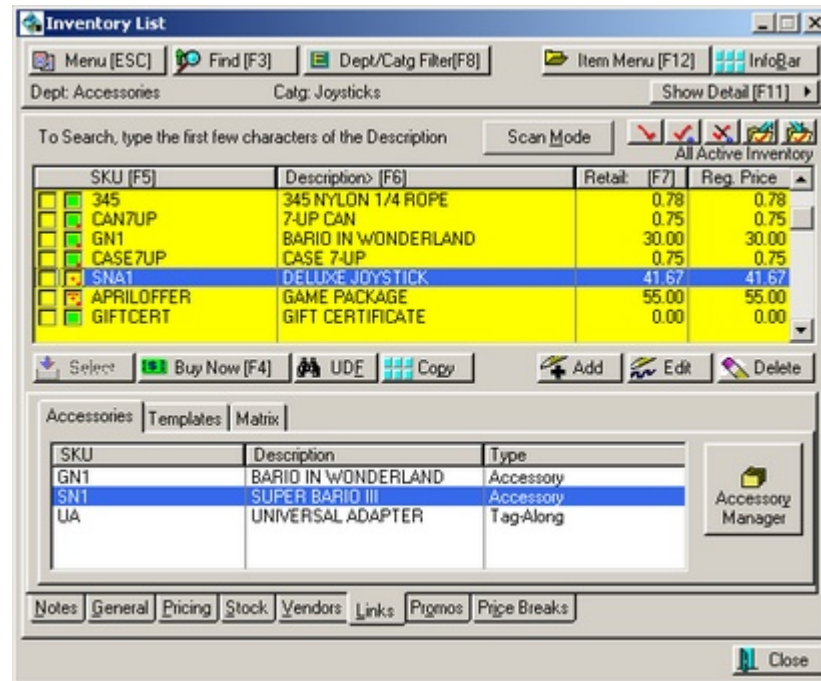 Inventory List
Menu [ESC] Find [F3] Dept/Catg Filter[F8] Item Menu [F12] InfoBar
Dept: Accessories Catg: Joysticks Show Detail [F11]
To Search, type the first few characters of the Description Scan Mode
All Active Inventory
SKU [F5] Description> [F6] Retail: [F7] Reg. Price
345 345 NYLON 1/4 ROPE 0.78 0.78
CAN7UP 7-UP CAN 0.75 0.75
GN1 BARIO IN WONDERLAND 30.00 30.00
CASE7UP CASE 7-UP 0.75 0.75
SNA1 DELUXE JOYSTICK 41.67 41.67
APRILOFFER GAME PACKAGE 55.00 55.00
GIFTCERT GIFT CERTIFICATE 0.00 0.00
Select Buy Now [F4] UDF Copy Add Edit Delete
Accessories Templates Matrix
SKU Description Type
GN1 BARIO IN WONDERLAND Accessory
SN1 SUPER BARIO III Accessory
UA UNIVERSAL ADAPTER Tag-Along
Accessory
Manager
Notes General Pricing Stock Vendors Links Promos Price Breaks
Close